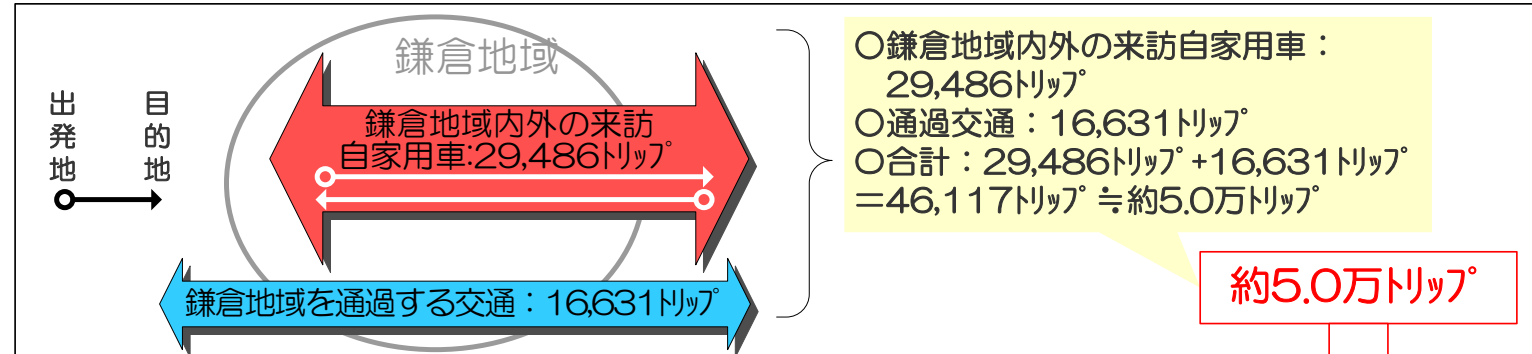 鎌倉地域
出発地
目的地
鎌倉地域内外の来訪
自家用車:29,486ﾄﾘｯﾌﾟ
鎌倉地域を通過する交通：16,631ﾄﾘｯﾌﾟ
○鎌倉地域内外の来訪自家用車：
29,486ﾄﾘｯﾌﾟ
○通過交通：16,631ﾄﾘｯﾌﾟ
○合計：29,486ﾄﾘｯﾌﾟ+16,631ﾄﾘｯﾌﾟ
＝46,117ﾄﾘｯﾌﾟ≒約5.0万ﾄﾘｯﾌﾟ
約5.0万ﾄﾘｯﾌﾟ